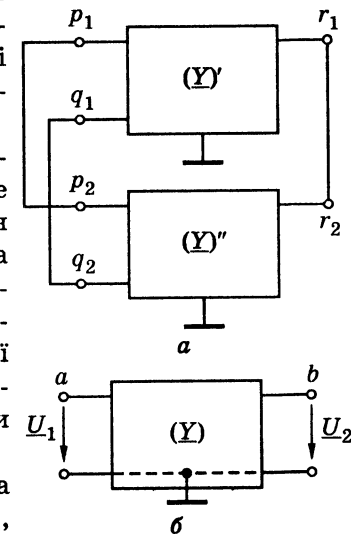 p₁
r₁
і
(Y)′
q₁
е
p₂
я
r₂
(Y)″
а
q₂
а
ї
a
b
и
U₁
(Y)
U₂
а
,
б